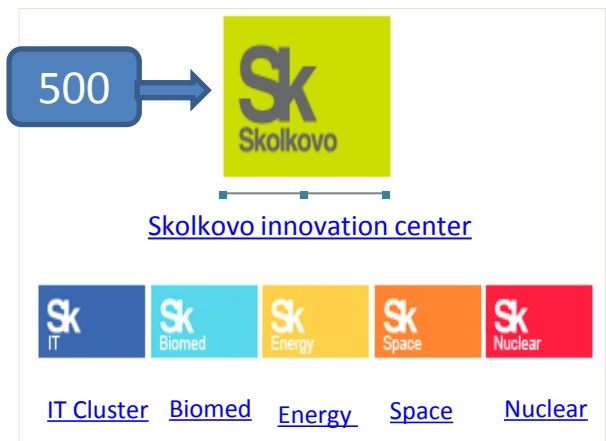 500
Sk
Skolkovo
Skolkovo innovation center
Sk Sk Sk Sk Sk
IT Biomed Energy Space Nuclear
IT Cluster Biomed Energy Space Nuclear